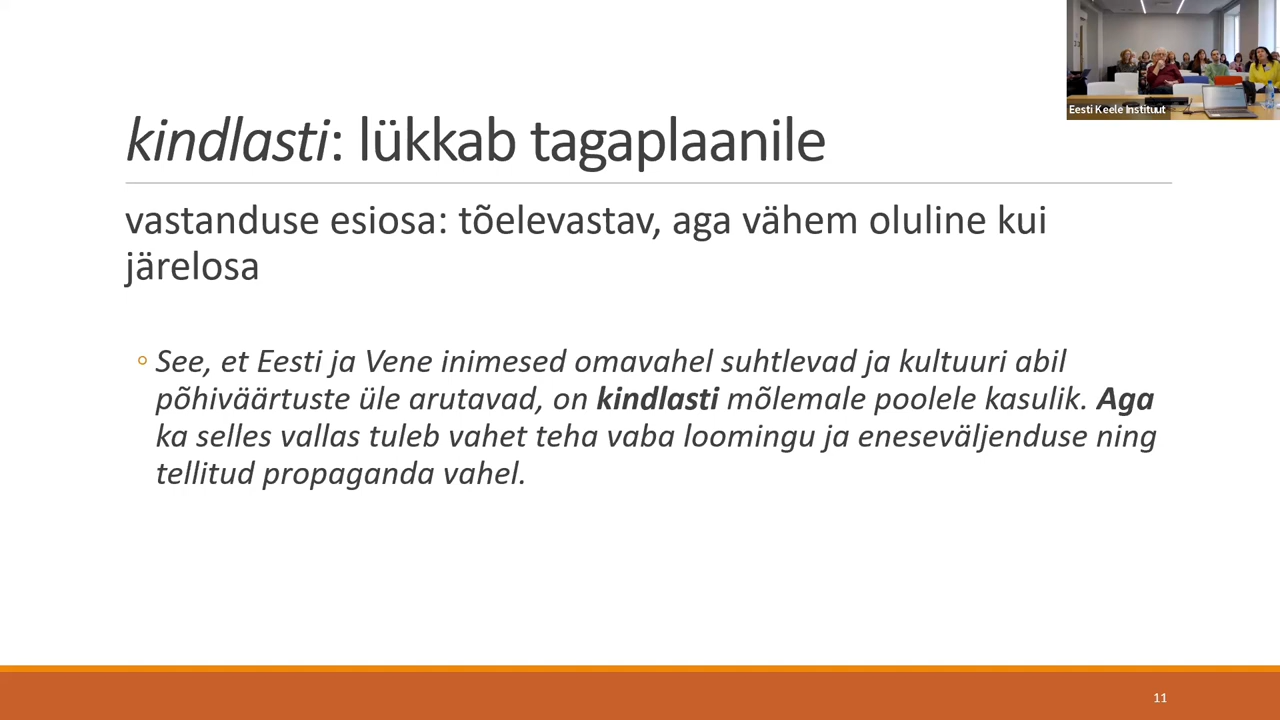 Eesti Keele Instituut
kindlasti: lükkab tagaplaanile
vastanduse esiosa: tõelevastav, aga vähem oluline kui
järelosa
See, et Eesti ja Vene inimesed omavahel suhtlevad ja kultuuri abil
põhiväärtuste üle arutavad, on kindlasti mõlemale poolele kasulik. Aga
ka selles vallas tuleb vahet teha vaba loomingu ja eneseväljenduse ning
tellitud propaganda vahel.
11